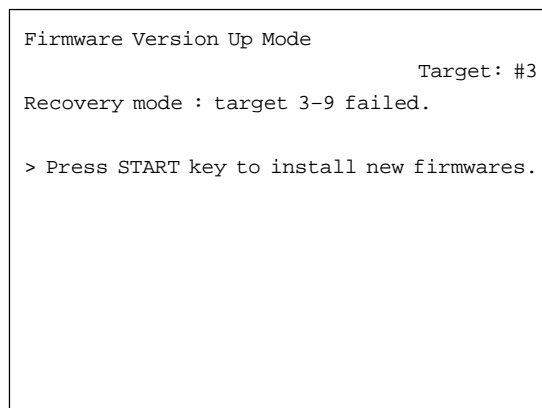 Firmware Version Up Mode
Target: #3
Recovery mode : target 3-9 failed.
> Press START key to install new firmwares.